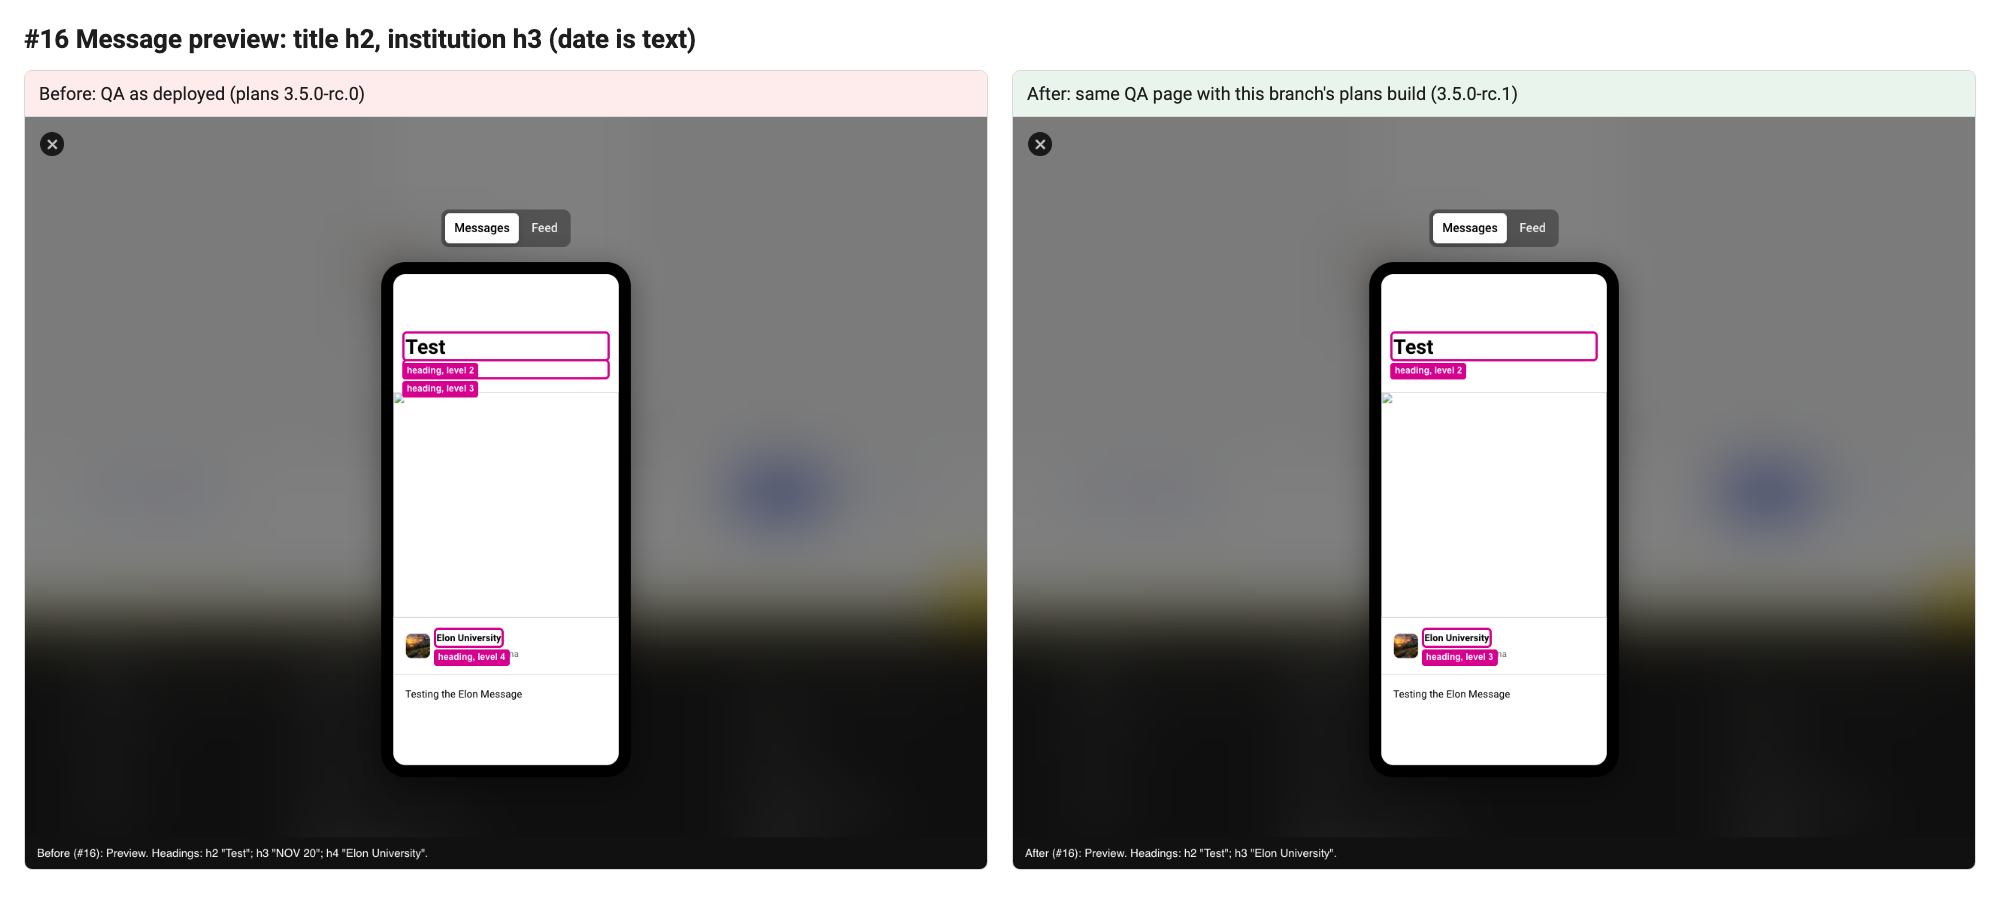 #16 Message preview: title h2, institution h3 (date is text)
Before: QA as deployed (plans 3.5.0-rc.0)
Messages Feed
Test
heading, level 2
heading, level 3
Elon University
heading, level 4
Testing the Elon Message
Before (#16): Preview. Headings: h2 "Test"; h3 "NOV 20"; h4 "Elon University".
After: same QA page with this branch's plans build (3.5.0-rc.1)
Messages Feed
Test
heading, level 2
Elon University
heading, level 3
Testing the Elon Message
After (#16): Preview. Headings: h2 "Test"; h3 "Elon University".